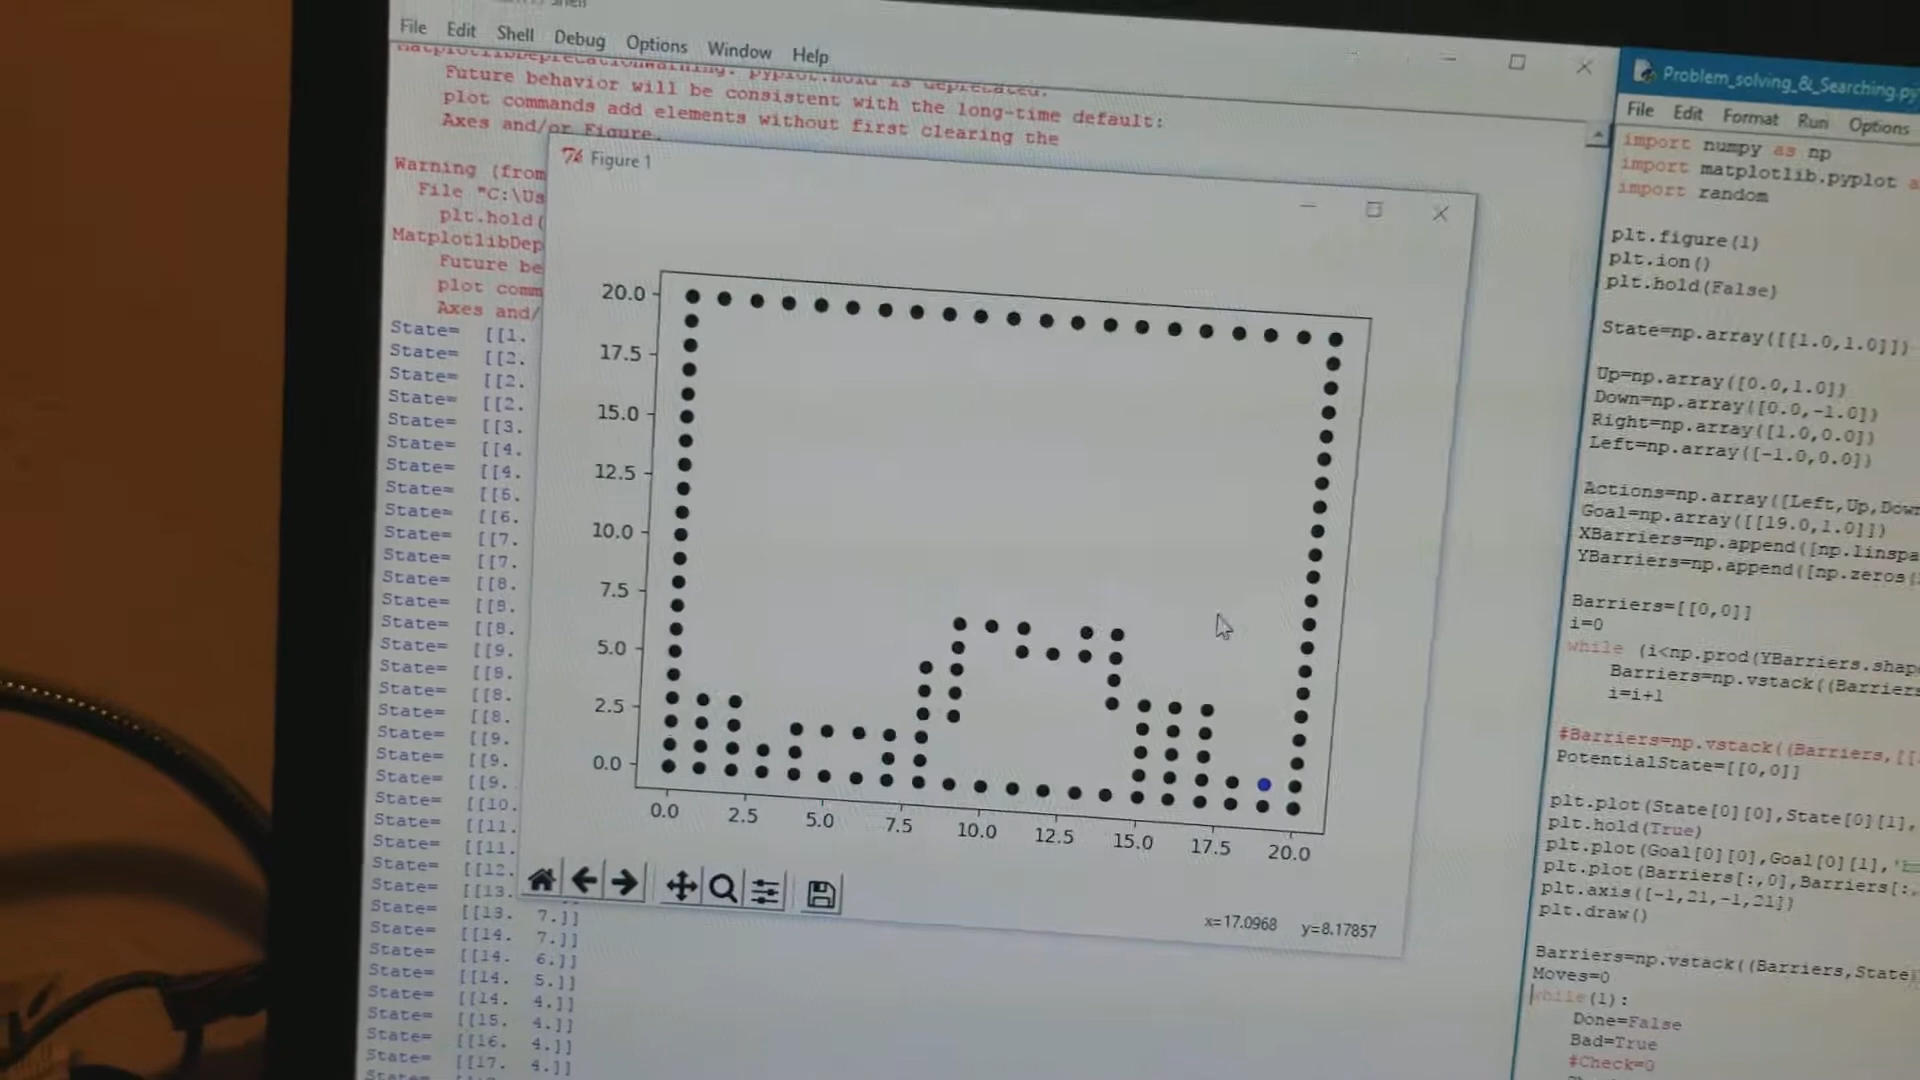 Shell
File Edit Shell Debug Options Window Help
MatplotlibDeprecationWarning: pyplot.hold is deprecated.
Future behavior will be consistent with the long-time default:
plot commands add elements without first clearing the
Axes and/or Figure.
Warning (from
File "C:\Us
plt.hold(
MatplotlibDep
Future be
plot comm
Axes and/
State= [[1.
State= [[2.
State= [[2.
State= [[2.
State= [[3.
State= [[4.
State= [[4.
State= [[6.
State= [[6.
State= [[7.
State= [[7.
State= [[8.
State= [[8.
State= [[8.
State= [[9.
State= [[8.
State= [[8.
State= [[8.
State= [[9.
State= [[9.
State= [[9.
State= [[10.
State= [[11.
State= [[11.
State= [[12.
State= [[13.
State= [[13. 7.]]
State= [[14. 7.]]
State= [[14. 6.]]
State= [[14. 5.]]
State= [[14. 4.]]
State= [[15. 4.]]
State= [[16. 4.]]
State= [[17. 4.]]
State=
Figure 1
20.0
17.5
15.0
12.5
10.0
7.5
5.0
2.5
0.0
0.0 2.5 5.0 7.5 10.0 12.5 15.0 17.5 20.0
x=17.0968 y=8.17857
Problem_solving_&_Searching.py
File Edit Format Run Options
import numpy as np
import matplotlib.pyplot a
import random
plt.figure(1)
plt.ion()
plt.hold(False)
State=np.array([[1.0,1.0]])
Up=np.array([0.0,1.0])
Down=np.array([0.0,-1.0])
Right=np.array([1.0,0.0])
Left=np.array([-1.0,0.0])
Actions=np.array([Left,Up,Down
Goal=np.array([[19.0,1.0]])
XBarriers=np.append([np.linspa
YBarriers=np.append([np.zeros(
Barriers=[[0,0]]
i=0
while (i<np.prod(YBarriers.shap
Barriers=np.vstack((Barriers
i=i+1
#Barriers=np.vstack((Barriers,[[
PotentialState=[[0,0]]
plt.plot(State[0][0],State[0][1],
plt.hold(True)
plt.plot(Goal[0][0],Goal[0][1],'b
plt.plot(Barriers[:,0],Barriers[:,
plt.axis([-1,21,-1,21])
plt.draw()
Barriers=np.vstack((Barriers,State
Moves=0
while(1):
Done=False
Bad=True
#Check=0